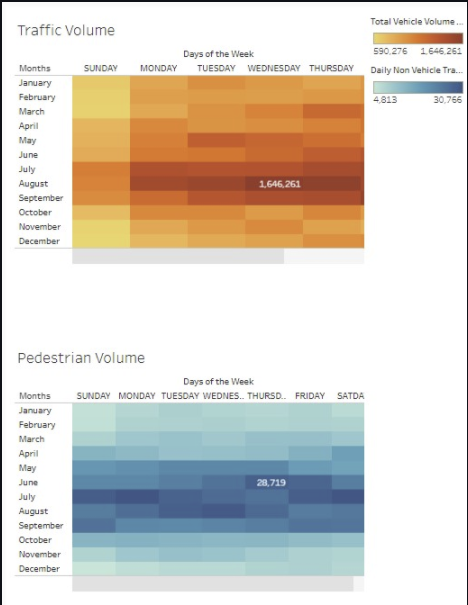 Traffic Volume
Total Vehicle Volume ...
590,276 1,646,261
Days of the Week
Daily Non Vehicle Tra...
Months SUNDAY MONDAY TUESDAY WEDNESDAY THURSDAY
4,813 30,766
January
February
March
April
May
June
July
August 1,646,261
September
October
November
December
Pedestrian Volume
Days of the Week
Months SUNDAY MONDAY TUESDAY WEDNES.. THURSD.. FRIDAY SATDA
January
February
March
April
May
June 28,719
July
August
September
October
November
December